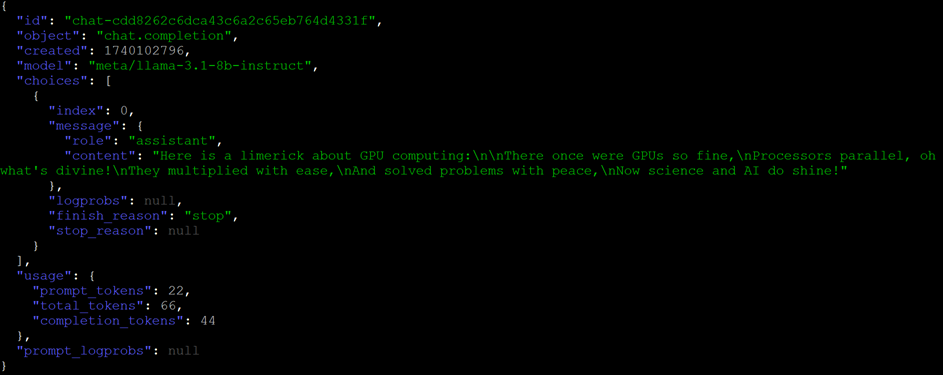 {
  "id": "chat-cdd8262c6dca43c6a2c65eb764d4331f",
  "object": "chat.completion",
  "created": 1740102796,
  "model": "meta/llama-3.1-8b-instruct",
  "choices": [
    {
      "index": 0,
      "message": {
        "role": "assistant",
        "content": "Here is a limerick about GPU computing:\n\nThere once were GPUs so fine,\nProcessors parallel, oh
what's divine!\nThey multiplied with ease,\nAnd solved problems with peace,\nNow science and AI do shine!"
      },
      "logprobs": null,
      "finish_reason": "stop",
      "stop_reason": null
    }
  ],
  "usage": {
    "prompt_tokens": 22,
    "total_tokens": 66,
    "completion_tokens": 44
  },
  "prompt_logprobs": null
}